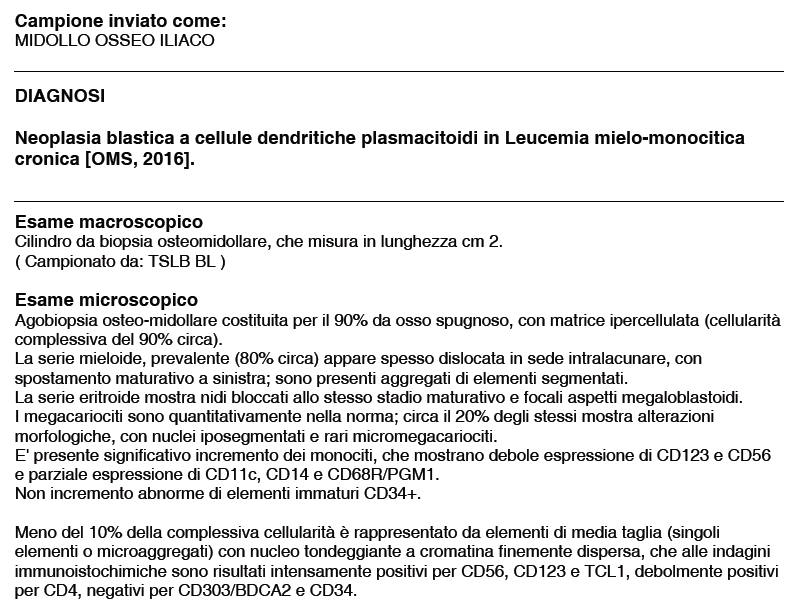 Campione inviato come:
MIDOLLO OSSEO ILIACO
DIAGNOSI
Neoplasia blastica a cellule dendritiche plasmacitoidi in Leucemia mielo-monocitica
cronica [OMS, 2016].
Esame macroscopico
Cilindro da biopsia osteomidollare, che misura in lunghezza cm 2.
( Campionato da: TSLB BL )
Esame microscopico
Agobiopsia osteo-midollare costituita per il 90% da osso spugnoso, con matrice ipercellulata (cellularità
complessiva del 90% circa).
La serie mieloide, prevalente (80% circa) appare spesso dislocata in sede intralacunare, con
spostamento maturativo a sinistra; sono presenti aggregati di elementi segmentati.
La serie eritroide mostra nidi bloccati allo stesso stadio maturativo e focali aspetti megaloblastoidi.
I megacariociti sono quantitativamente nella norma; circa il 20% degli stessi mostra alterazioni
morfologiche, con nuclei iposegmentati e rari micromegacariociti.
E' presente significativo incremento dei monociti, che mostrano debole espressione di CD123 e CD56
e parziale espressione di CD11c, CD14 e CD68R/PGM1.
Non incremento abnorme di elementi immaturi CD34+.
Meno del 10% della complessiva cellularità è rappresentato da elementi di media taglia (singoli
elementi o microaggregati) con nucleo tondeggiante a cromatina finemente dispersa, che alle indagini
immunoistochimiche sono risultati intensamente positivi per CD56, CD123 e TCL1, debolmente positivi
per CD4, negativi per CD303/BDCA2 e CD34.